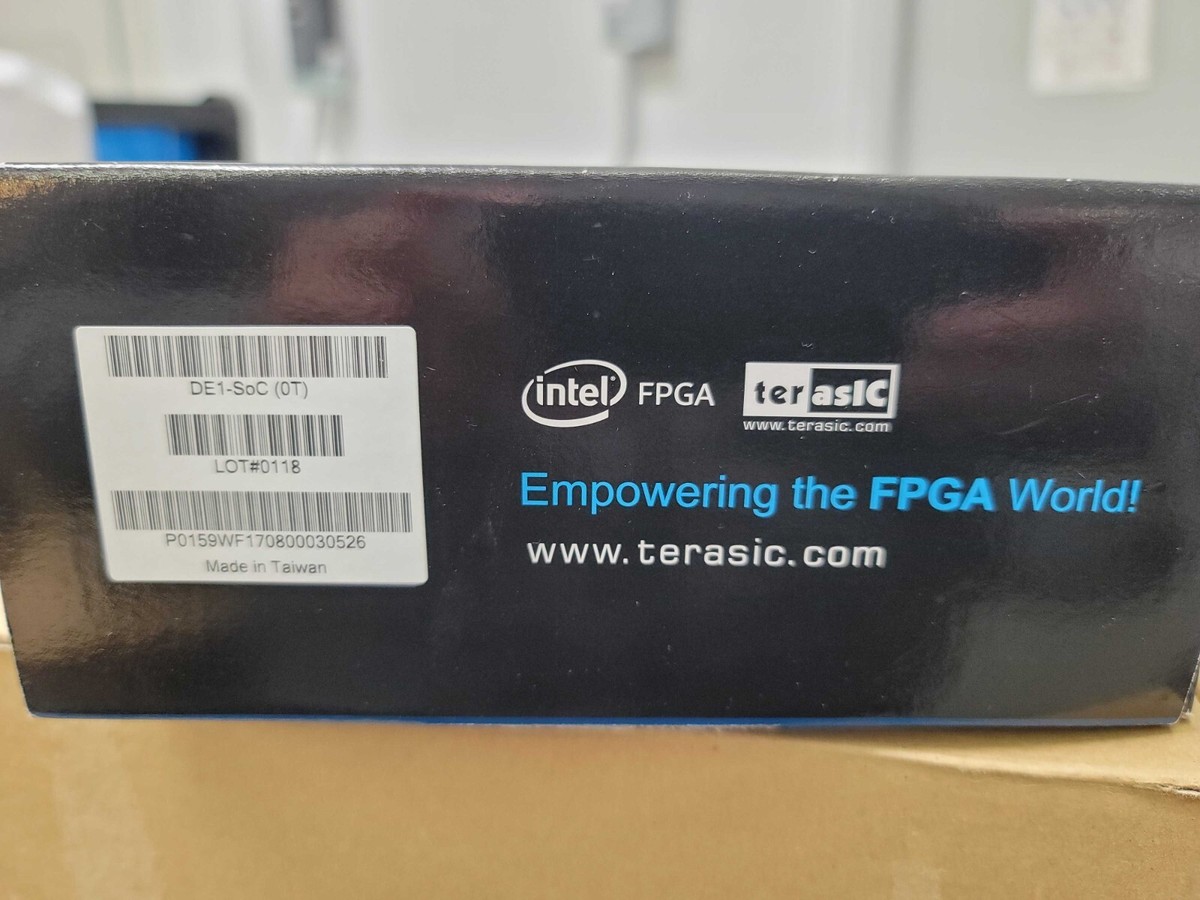 DE1-SoC (0T)
LOT#0118
P0159WF170800030526
Made in Taiwan
intel FPGA
terasIC
www.terasic.com
Empowering the FPGA World!
www.terasic.com